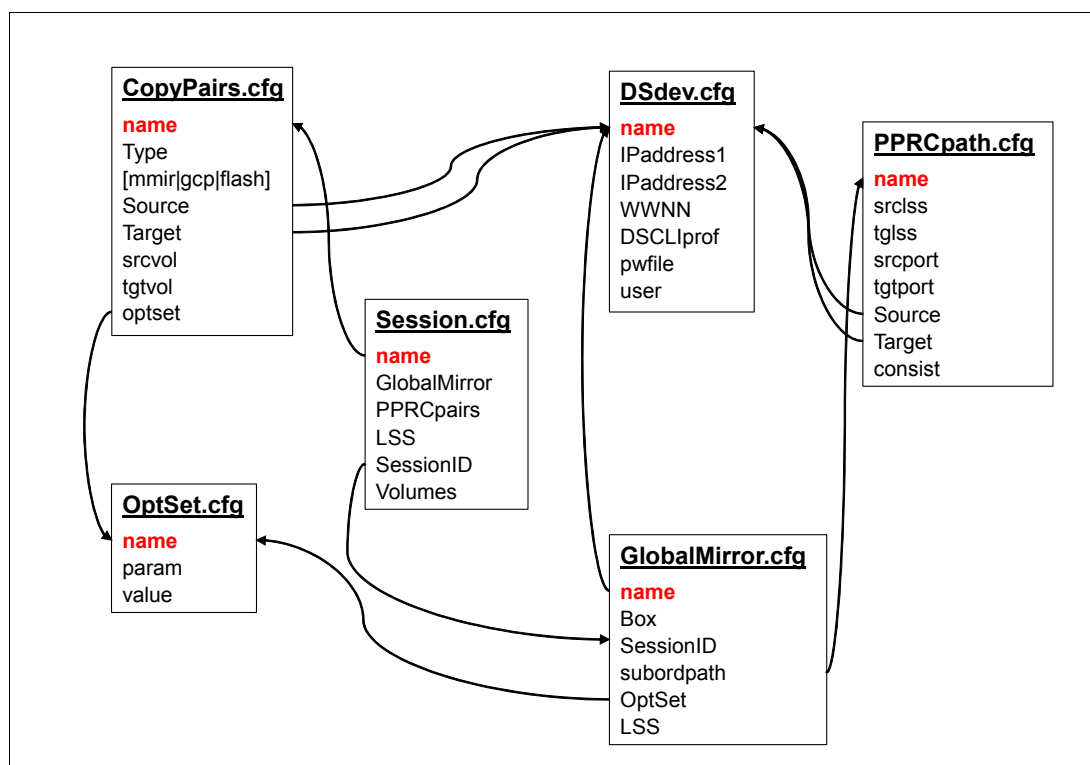 CopyPairs.cfg
name
Type
[mmir|gcp|flash]
Source
Target
srcvol
tgtvol
optset
DSdev.cfg
name
IPaddress1
IPaddress2
WWNN
DSCLIprof
pwfile
user
PPRCpath.cfg
name
srclss
tglss
srcport
tgtport
Source
Target
consist
Session.cfg
name
GlobalMirror
PPRCpairs
LSS
SessionID
Volumes
OptSet.cfg
name
param
value
GlobalMirror.cfg
name
Box
SessionID
subordpath
OptSet
LSS